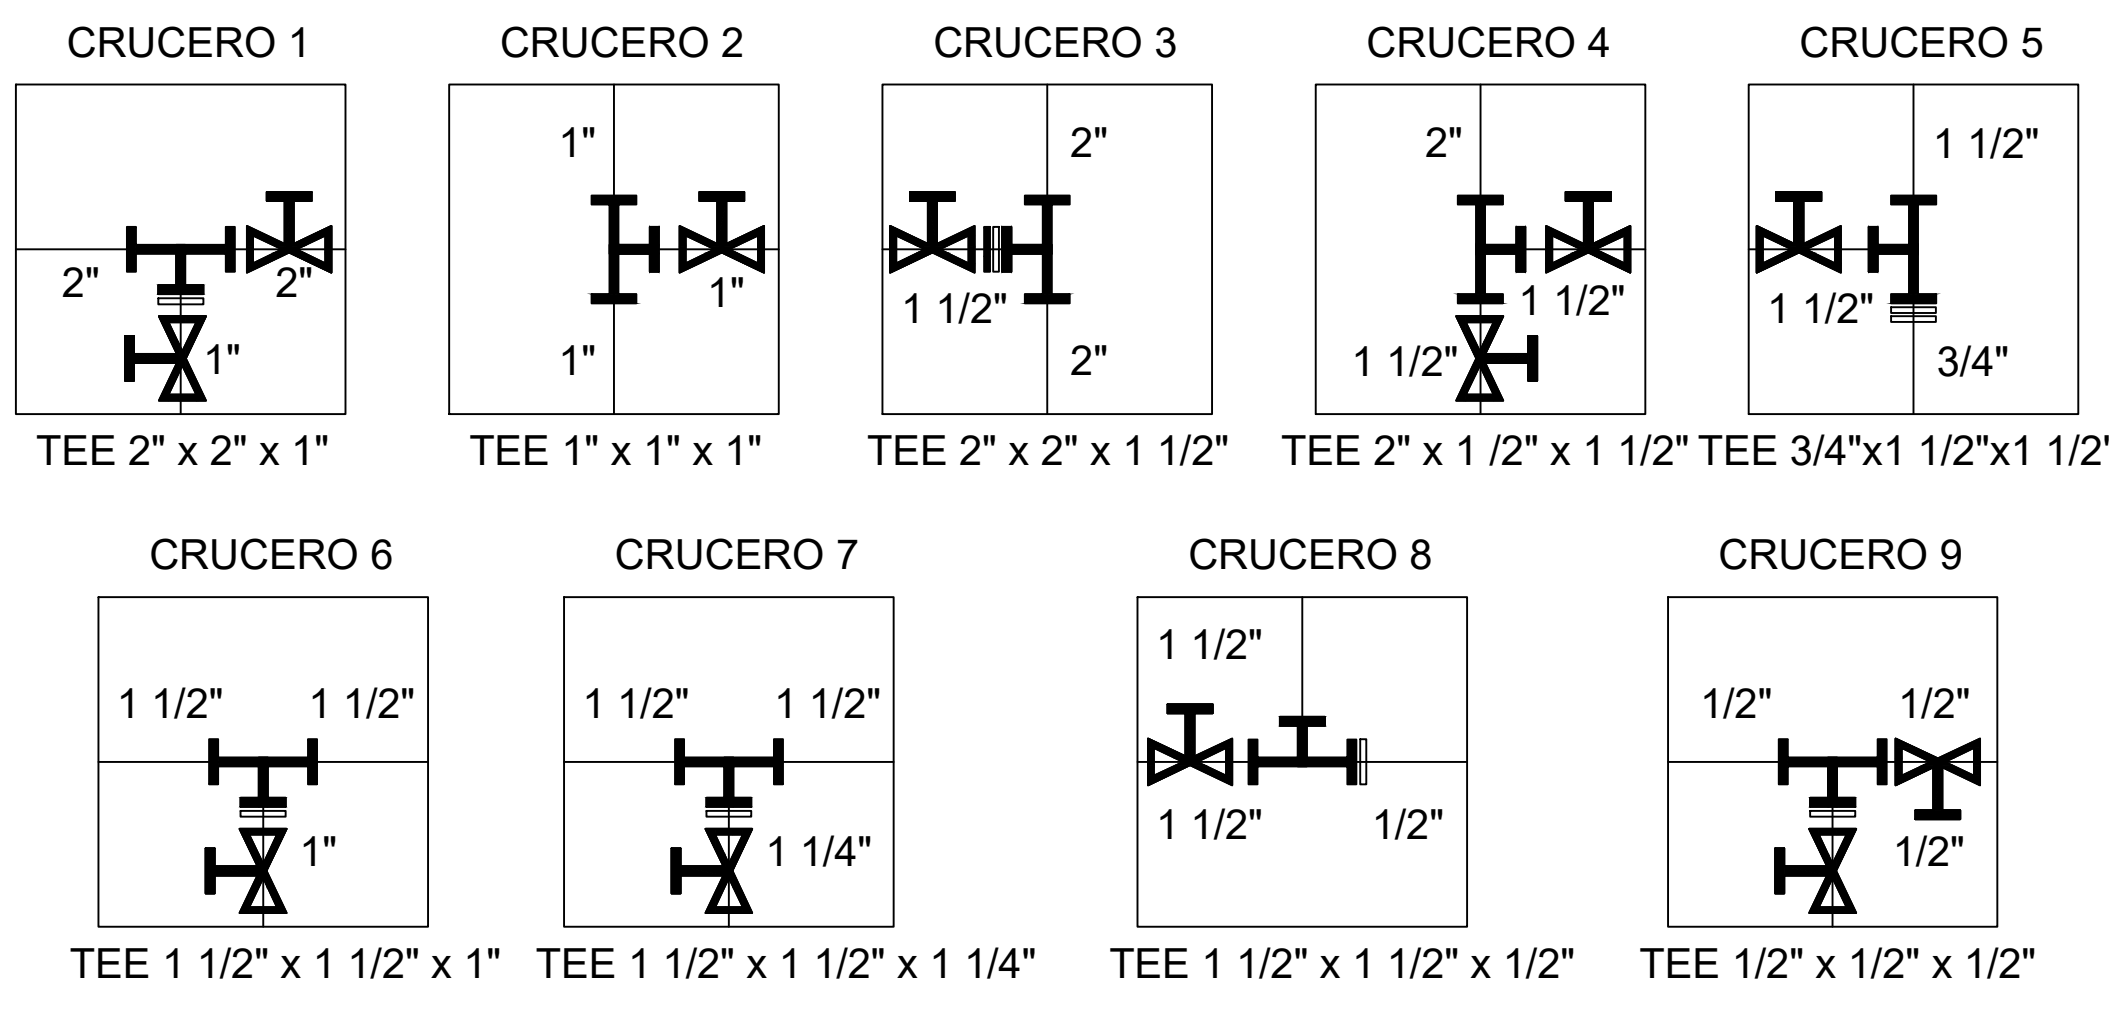 CRUCERO 1
CRUCERO 2
CRUCERO 3
CRUCERO 4
CRUCERO 5
2"
2"
1"
TEE 2" x 2" x 1"
1"
1"
1"
TEE 1" x 1" x 1"
2"
1 1/2"
2"
TEE 2" x 2" x 1 1/2"
2"
1 1/2"
1 1/2"
TEE 2" x 1 /2" x 1 1/2"
1 1/2"
1 1/2"
3/4"
TEE 3/4"x1 1/2"x1 1/2'
CRUCERO 6
CRUCERO 7
CRUCERO 8
CRUCERO 9
1 1/2"
1 1/2"
1"
TEE 1 1/2" x 1 1/2" x 1"
1 1/2"
1 1/2"
1 1/4"
TEE 1 1/2" x 1 1/2" x 1 1/4"
1 1/2"
1 1/2"
1/2"
TEE 1 1/2" x 1 1/2" x 1/2"
1/2"
1/2"
1/2"
TEE 1/2" x 1/2" x 1/2"